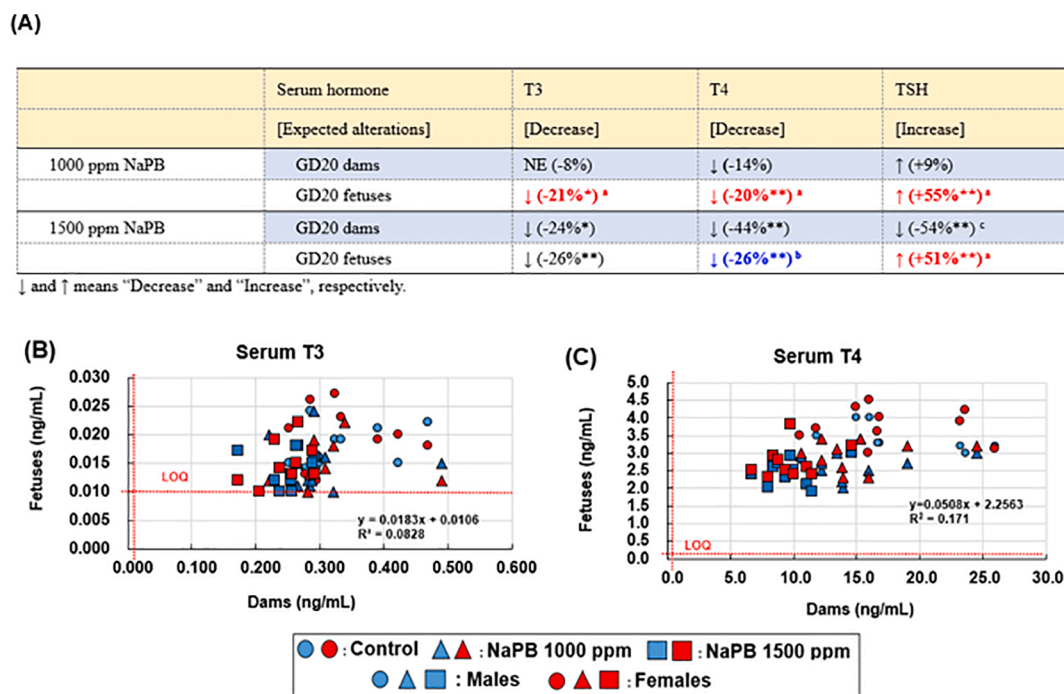 (A)
Serum hormone T3 T4 TSH
[Expected alterations] [Decrease] [Decrease] [Increase]
1000 ppm NaPB GD20 dams NE (-8%) ↓ (-14%) ↑ (+9%)
GD20 fetuses ↓ (-21%*) ᵃ ↓ (-20%**) ᵃ ↑ (+55%**) ᵃ
1500 ppm NaPB GD20 dams ↓ (-24%*) ↓ (-44%**) ↓ (-54%**) ᶜ
GD20 fetuses ↓ (-26%**) ↓ (-26%**) ᵇ ↑ (+51%**) ᵃ
↓ and ↑ means “Decrease” and “Increase”, respectively.
(B)
Serum T3
Fetuses (ng/mL)
0.030
0.025
0.020
0.015
0.010
0.005
0.000
LOQ
y = 0.0183x + 0.0106
R² = 0.0828
0.000 0.100 0.200 0.300 0.400 0.500 0.600
Dams (ng/mL)
(C)
Serum T4
Fetuses (ng/mL)
5.0
4.5
4.0
3.5
3.0
2.5
2.0
1.5
1.0
0.5
0.0
LOQ
y=0.0508x + 2.2563
R² = 0.171
0.0 5.0 10.0 15.0 20.0 25.0 30.0
Dams (ng/mL)
: Control : NaPB 1000 ppm : NaPB 1500 ppm
: Males : Females